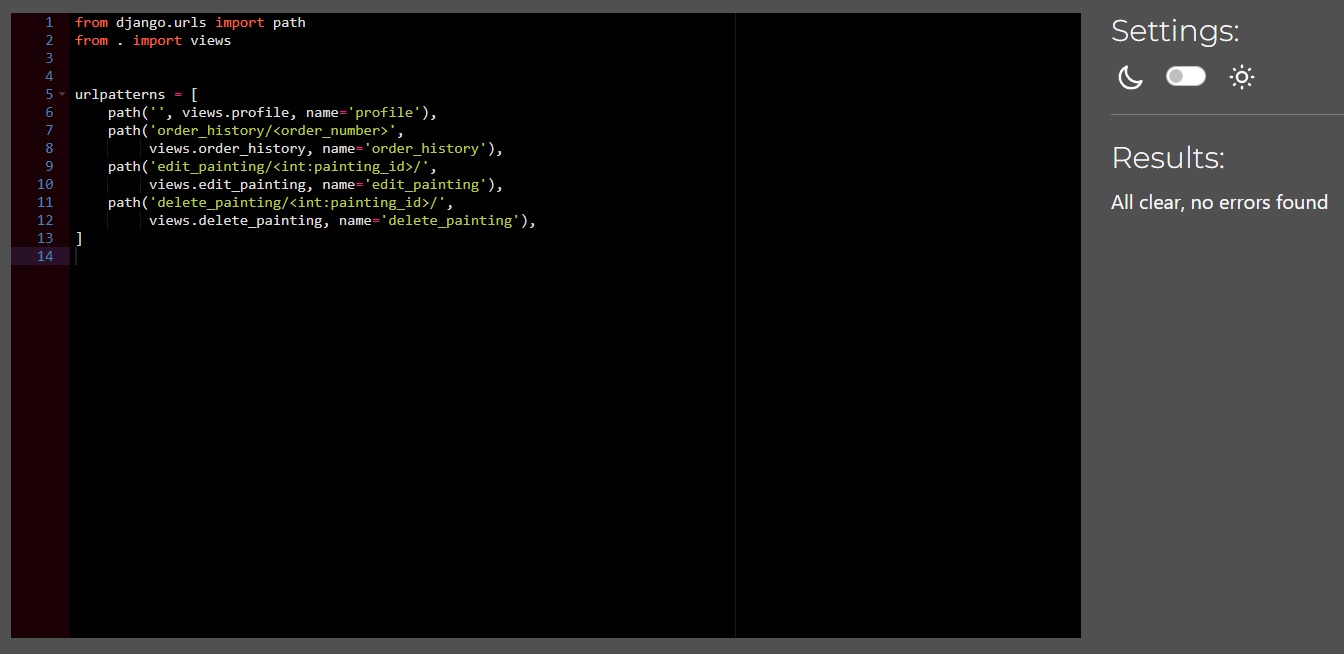 1 from django.urls import path
2 from . import views
3
4
5 urlpatterns = [
6     path('', views.profile, name='profile'),
7     path('order_history/<order_number>',
8          views.order_history, name='order_history'),
9     path('edit_painting/<int:painting_id>/',
10          views.edit_painting, name='edit_painting'),
11     path('delete_painting/<int:painting_id>/',
12          views.delete_painting, name='delete_painting'),
13 ]
14
Settings:
Results:
All clear, no errors found